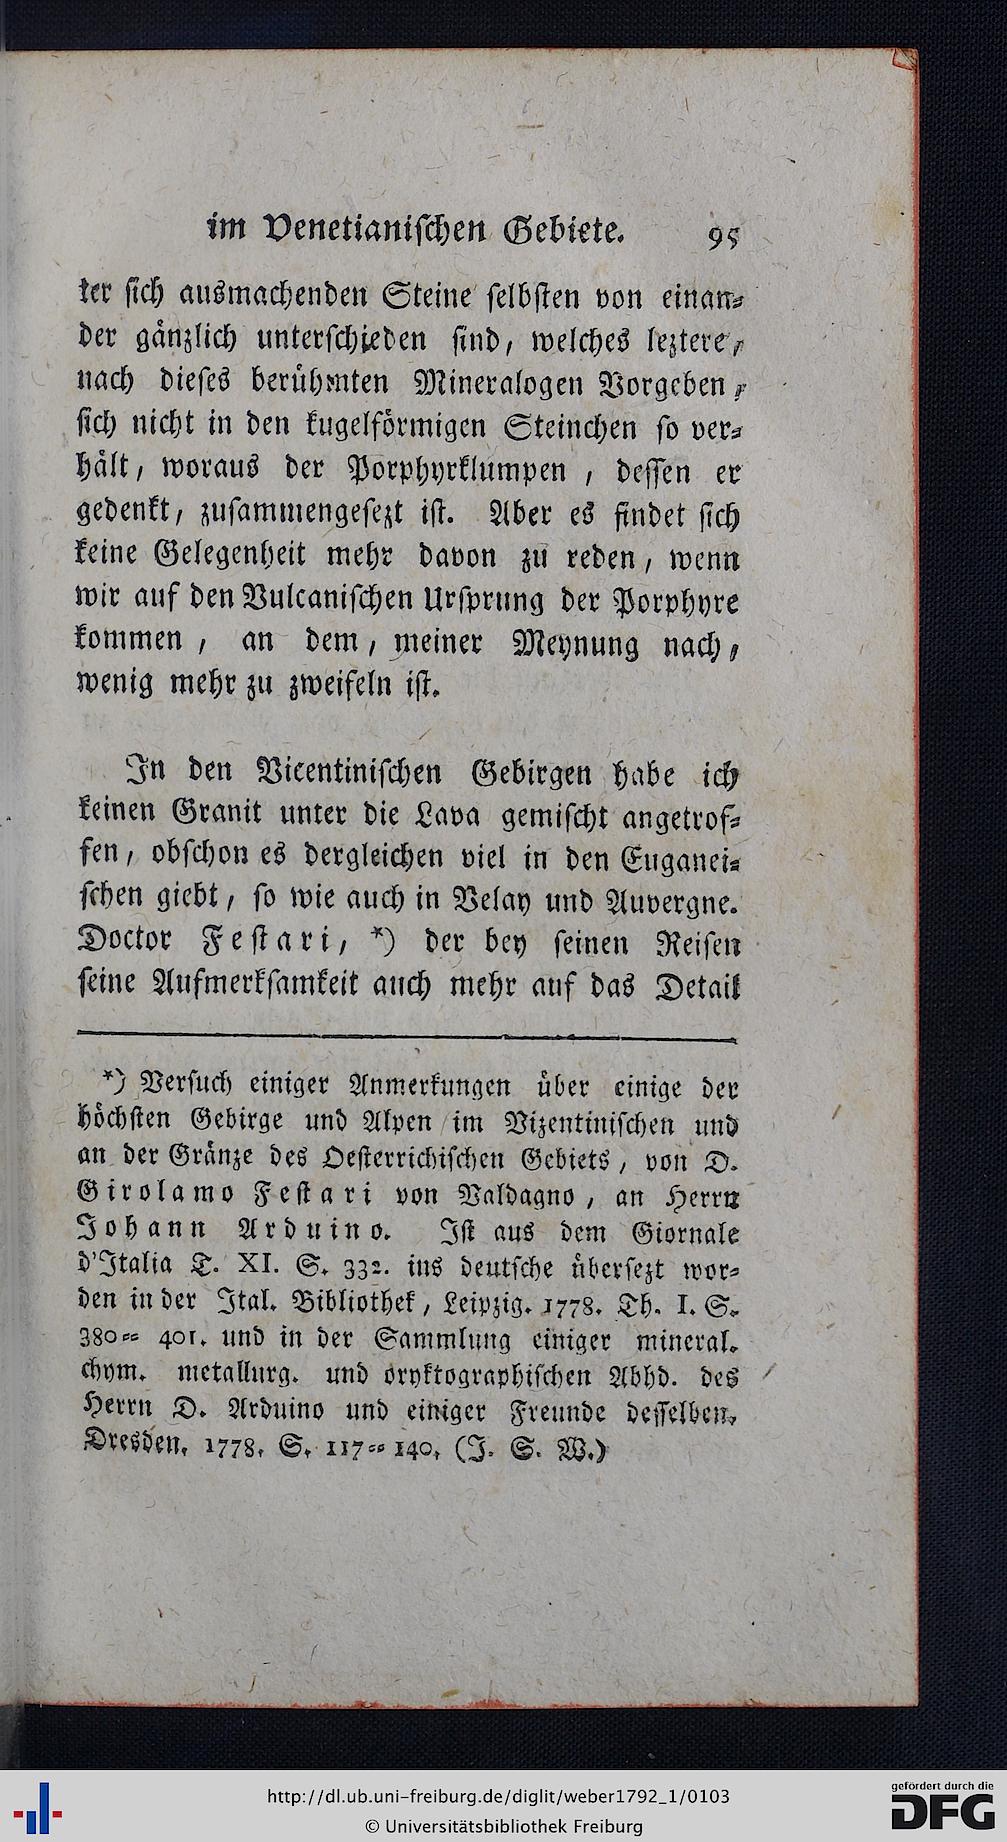 im Venetianischen Gebiete. 95
ter sich ausmachenden Steine selbsten von einan-
der gänzlich unterschieden sind, welches leztere,
nach dieses berühmten Mineralogen Vorgeben,
sich nicht in den kugelförmigen Steinchen so ver-
hält, woraus der Porphyrklumpen, dessen er
gedenkt, zusammengesezt ist. Aber es findet sich
keine Gelegenheit mehr davon zu reden, wenn
wir auf den Vulcanischen Ursprung der Porphyre
kommen, an dem, meiner Meynung nach,
wenig mehr zu zweifeln ist.
In den Vicentinischen Gebirgen habe ich
keinen Granit unter die Lava gemischt angetrof-
fen, obschon es dergleichen viel in den Euganei-
schen giebt, so wie auch in Velay und Auvergne.
Doctor Festari, *) der bey seinen Reisen
seine Aufmerksamkeit auch mehr auf das Detail
*) Versuch einiger Anmerkungen über einige der
höchsten Gebirge und Alpen im Vizentinischen und
an der Gränze des Oesterrichischen Gebiets, von D.
Girolamo Festari von Valdagno, an Herrn
Johann Arduino. Ist aus dem Giornale
d'Italia T. XI. S. 332. ins deutsche übersezt wor-
den in der Ital. Bibliothek, Leipzig. 1778. Th. I. S.
380-- 401. und in der Sammlung einiger mineral.
chym. metallurg. und oryktographischen Abhd. des
Herrn D. Arduino und einiger Freunde desselben.
Dresden. 1778. S. 117-- 140. (J. S. W.)
http://dl.ub.uni-freiburg.de/diglit/weber1792_1/0103
© Universitätsbibliothek Freiburg
gefördert durch die
DFG